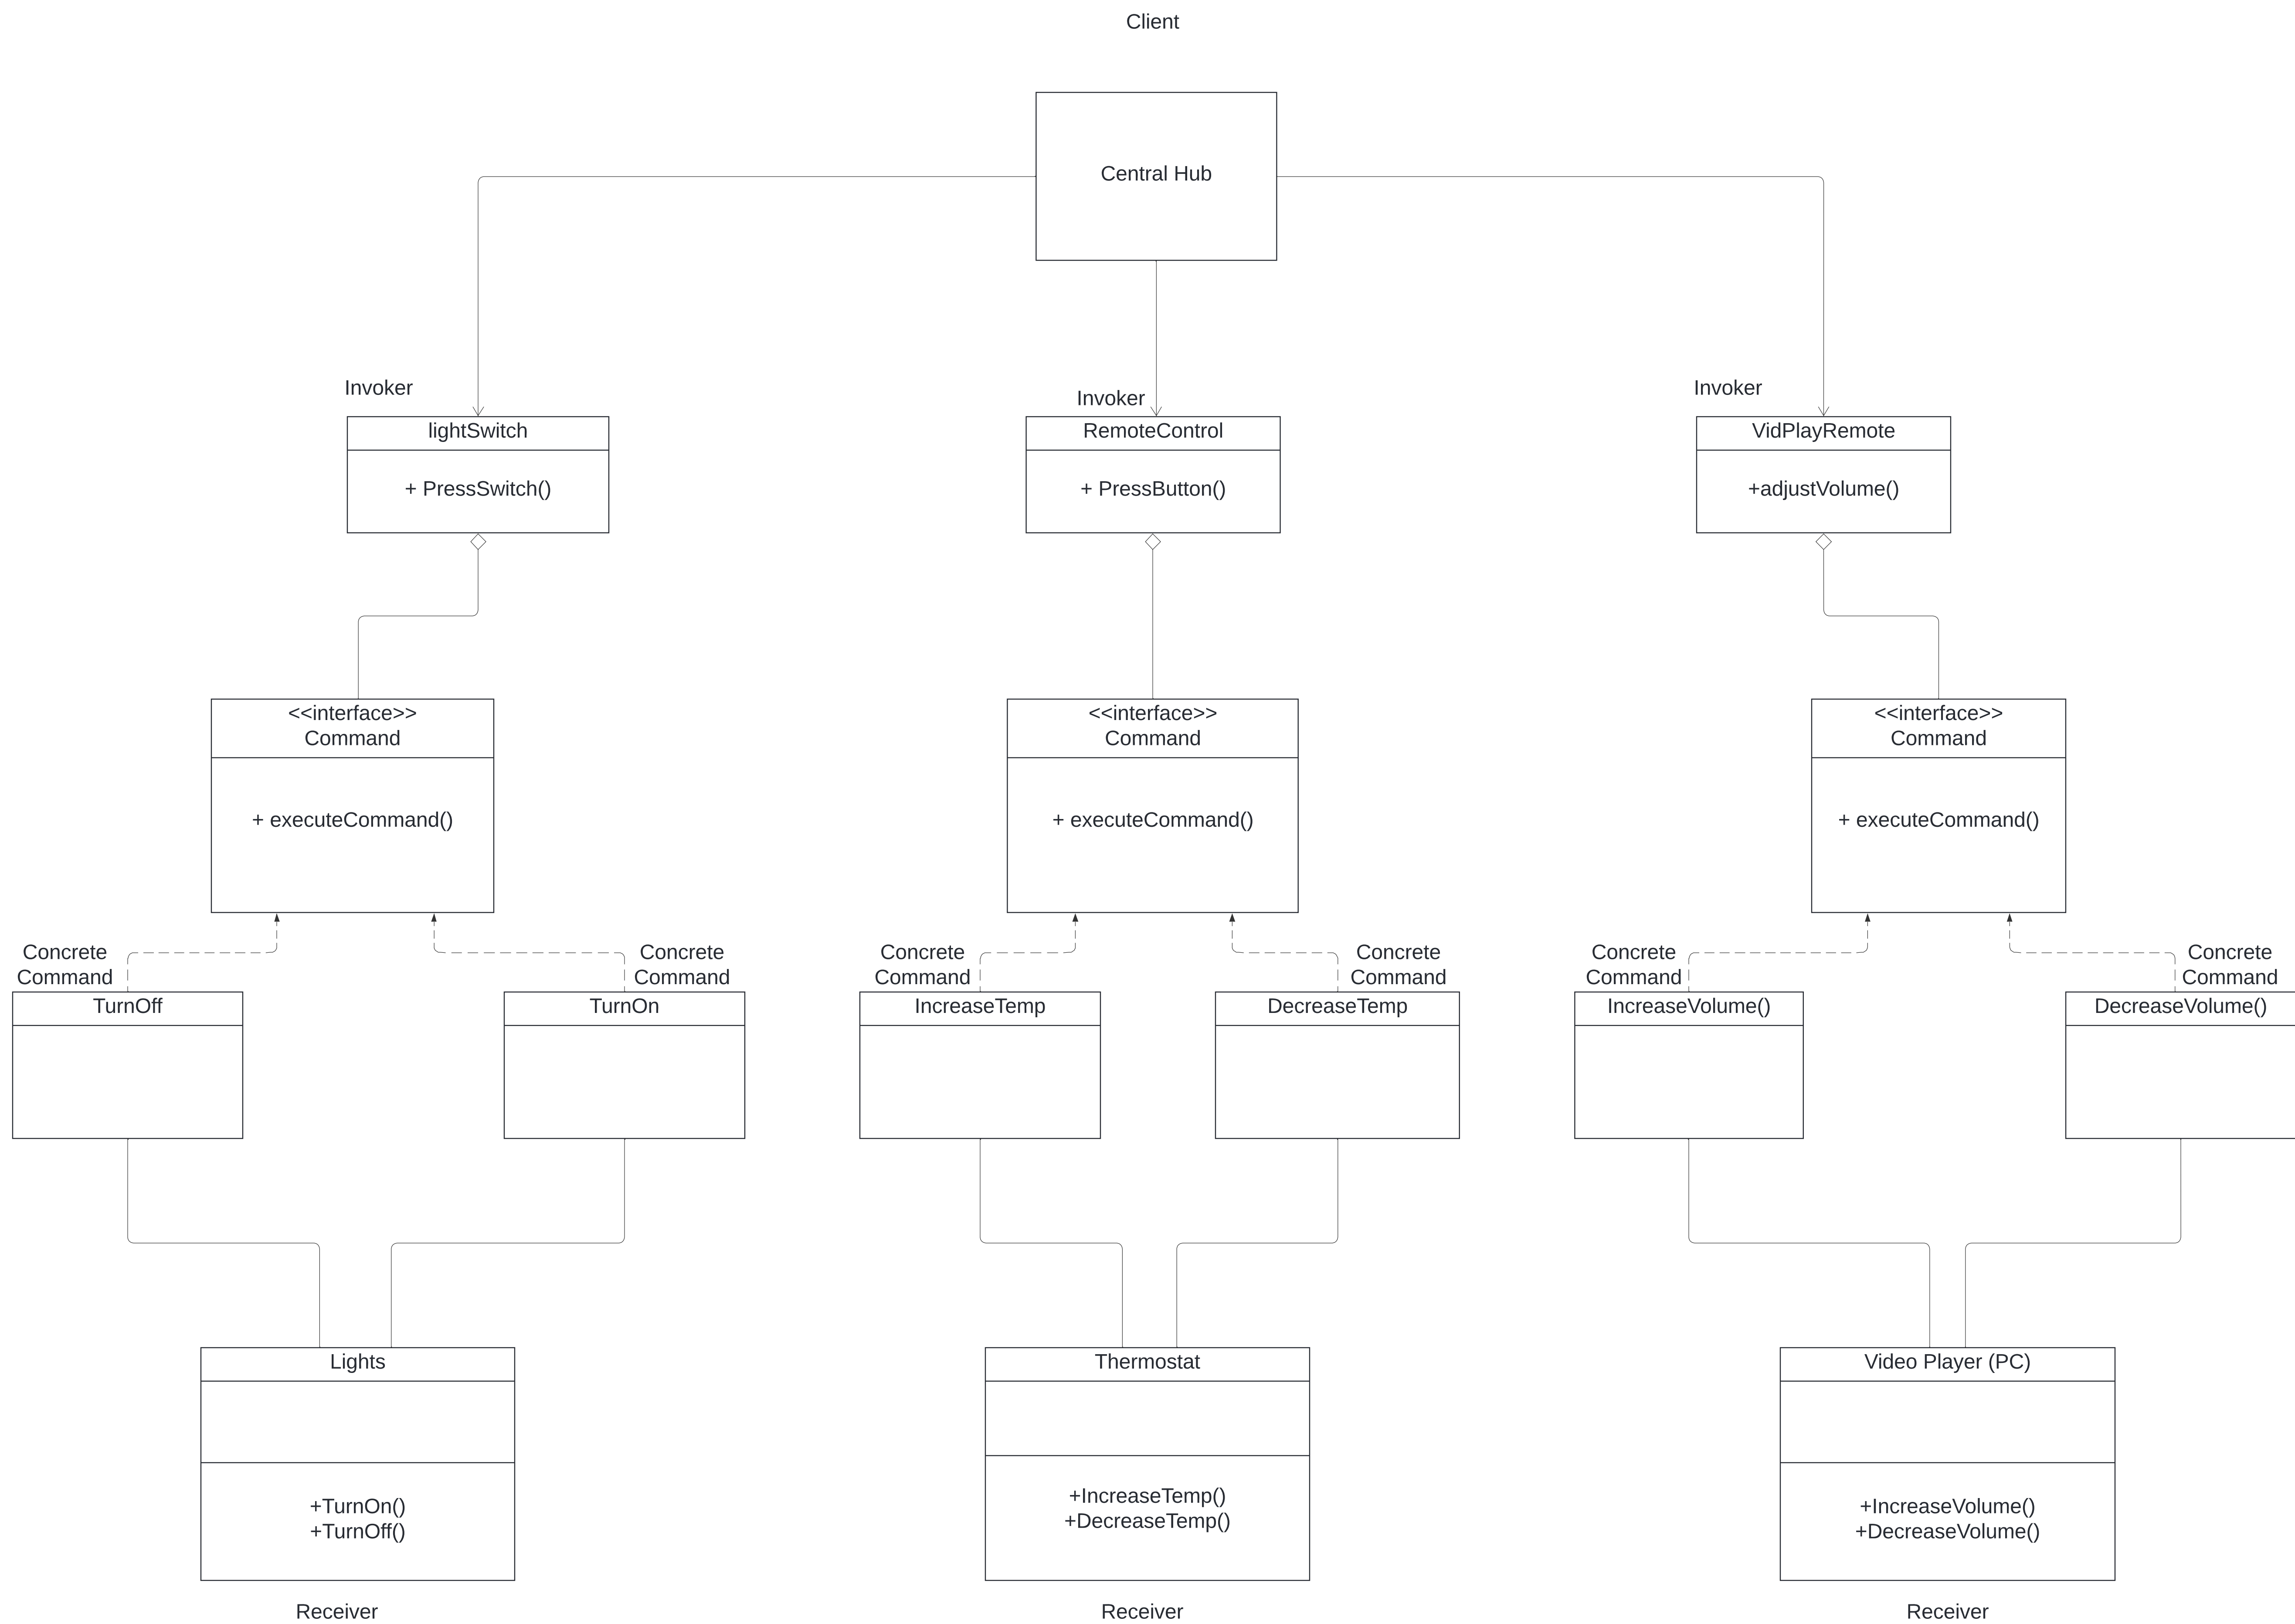 Client
Central Hub
Invoker
Invoker
Invoker
lightSwitch
RemoteControl
VidPlayRemote
+ PressSwitch()
+ PressButton()
+adjustVolume()
<<interface>>
Command
<<interface>>
Command
<<interface>>
Command
+ executeCommand()
+ executeCommand()
+ executeCommand()
Concrete
Command
Concrete
Command
Concrete
Command
Concrete
Command
Concrete
Command
Concrete
Command
TurnOff
TurnOn
IncreaseTemp
DecreaseTemp
IncreaseVolume()
DecreaseVolume()
Lights
Thermostat
Video Player (PC)
+TurnOn()
+TurnOff()
+IncreaseTemp()
+DecreaseTemp()
+IncreaseVolume()
+DecreaseVolume()
Receiver
Receiver
Receiver